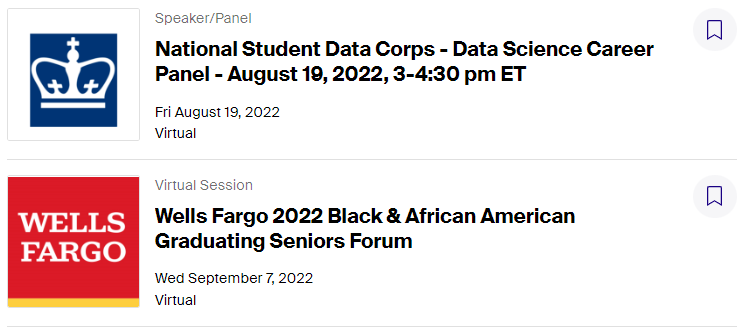 Speaker/Panel
National Student Data Corps - Data Science Career
Panel - August 19, 2022, 3-4:30 pm ET
Fri August 19, 2022
Virtual
WELLS
FARGO
Virtual Session
Wells Fargo 2022 Black & African American
Graduating Seniors Forum
Wed September 7, 2022
Virtual